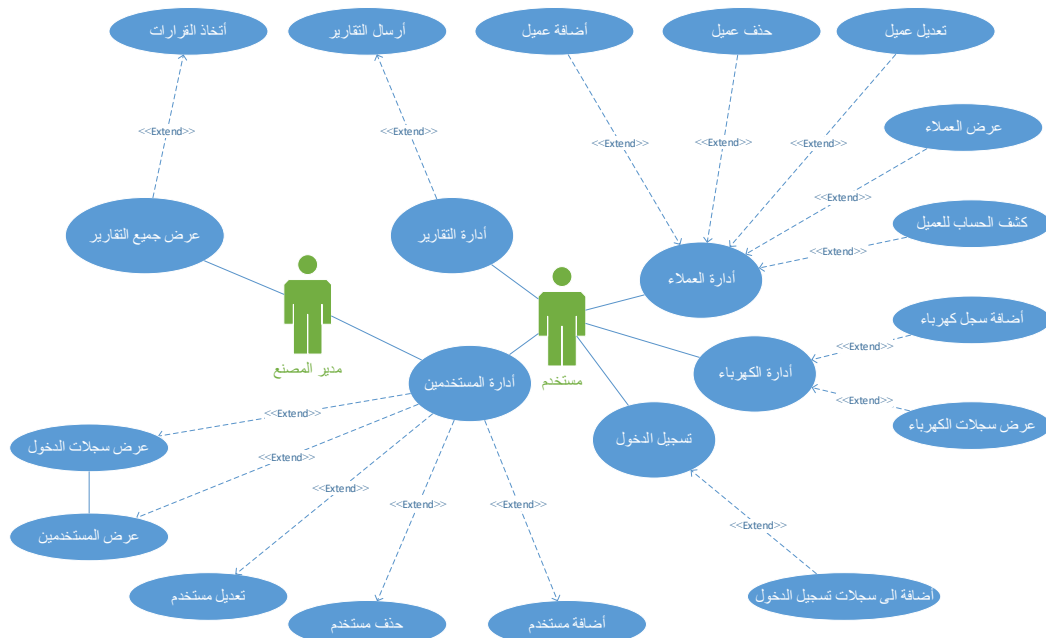 أتخاذ القرارات
أرسال التقارير
أضافة عميل
حذف عميل
تعديل عميل
<<Extend>>
<<Extend>>
<<Extend>>
<<Extend>>
<<Extend>>
عرض العملاء
<<Extend>>
عرض جميع التقارير
أدارة التقارير
كشف الحساب للعميل
<<Extend>>
أدارة العملاء
أضافة سجل كهرباء
<<Extend>>
مدير المصنع
مستخدم
أدارة المستخدمين
أدارة الكهرباء
<<Extend>>
<<Extend>>
عرض سجلات الكهرباء
عرض سجلات الدخول
تسجيل الدخول
<<Extend>>
<<Extend>>
<<Extend>>
<<Extend>>
<<Extend>>
عرض المستخدمين
تعديل مستخدم
حذف مستخدم
أضافة مستخدم
أضافة الى سجلات تسجيل الدخول